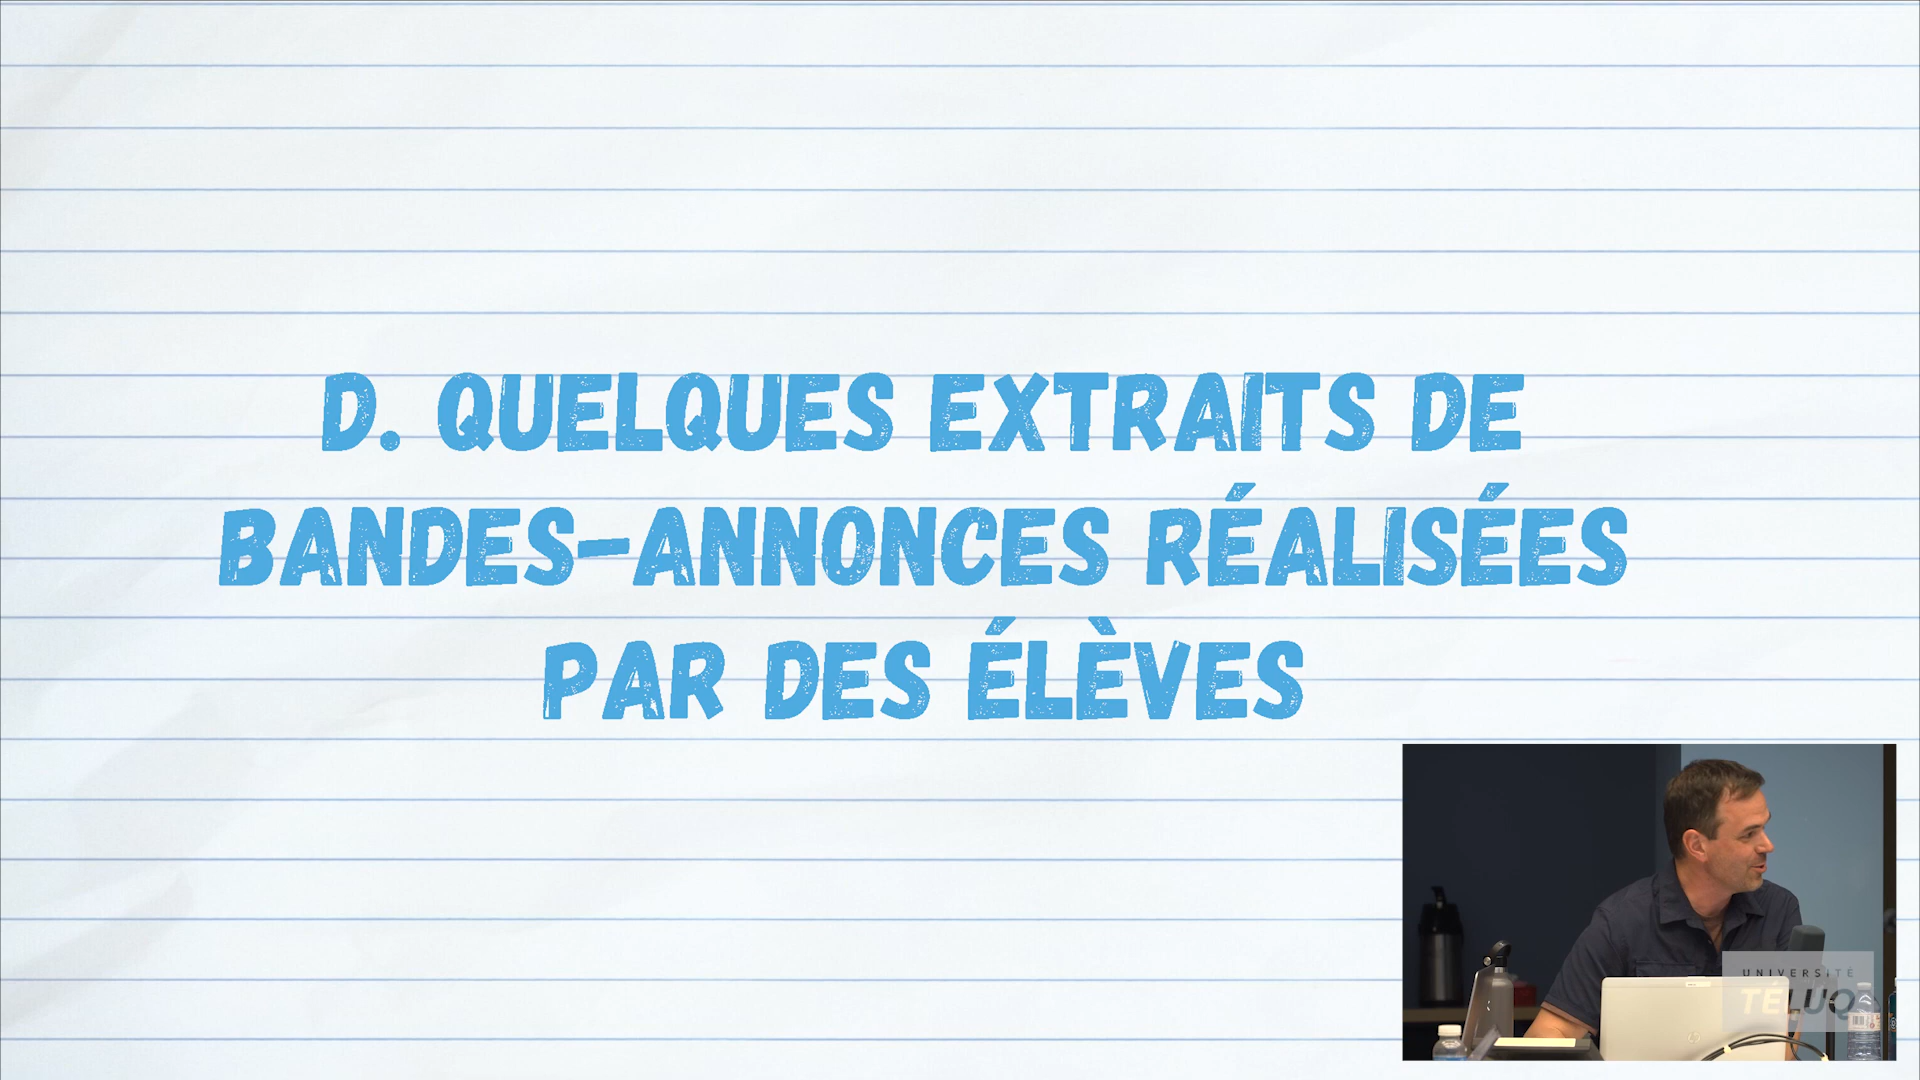 D. QUELQUES EXTRAITS DE
BANDES-ANNONCES RÉALISÉES
PAR DES ÉLÈVES
UNIVERSITÉ
TÉLUQ